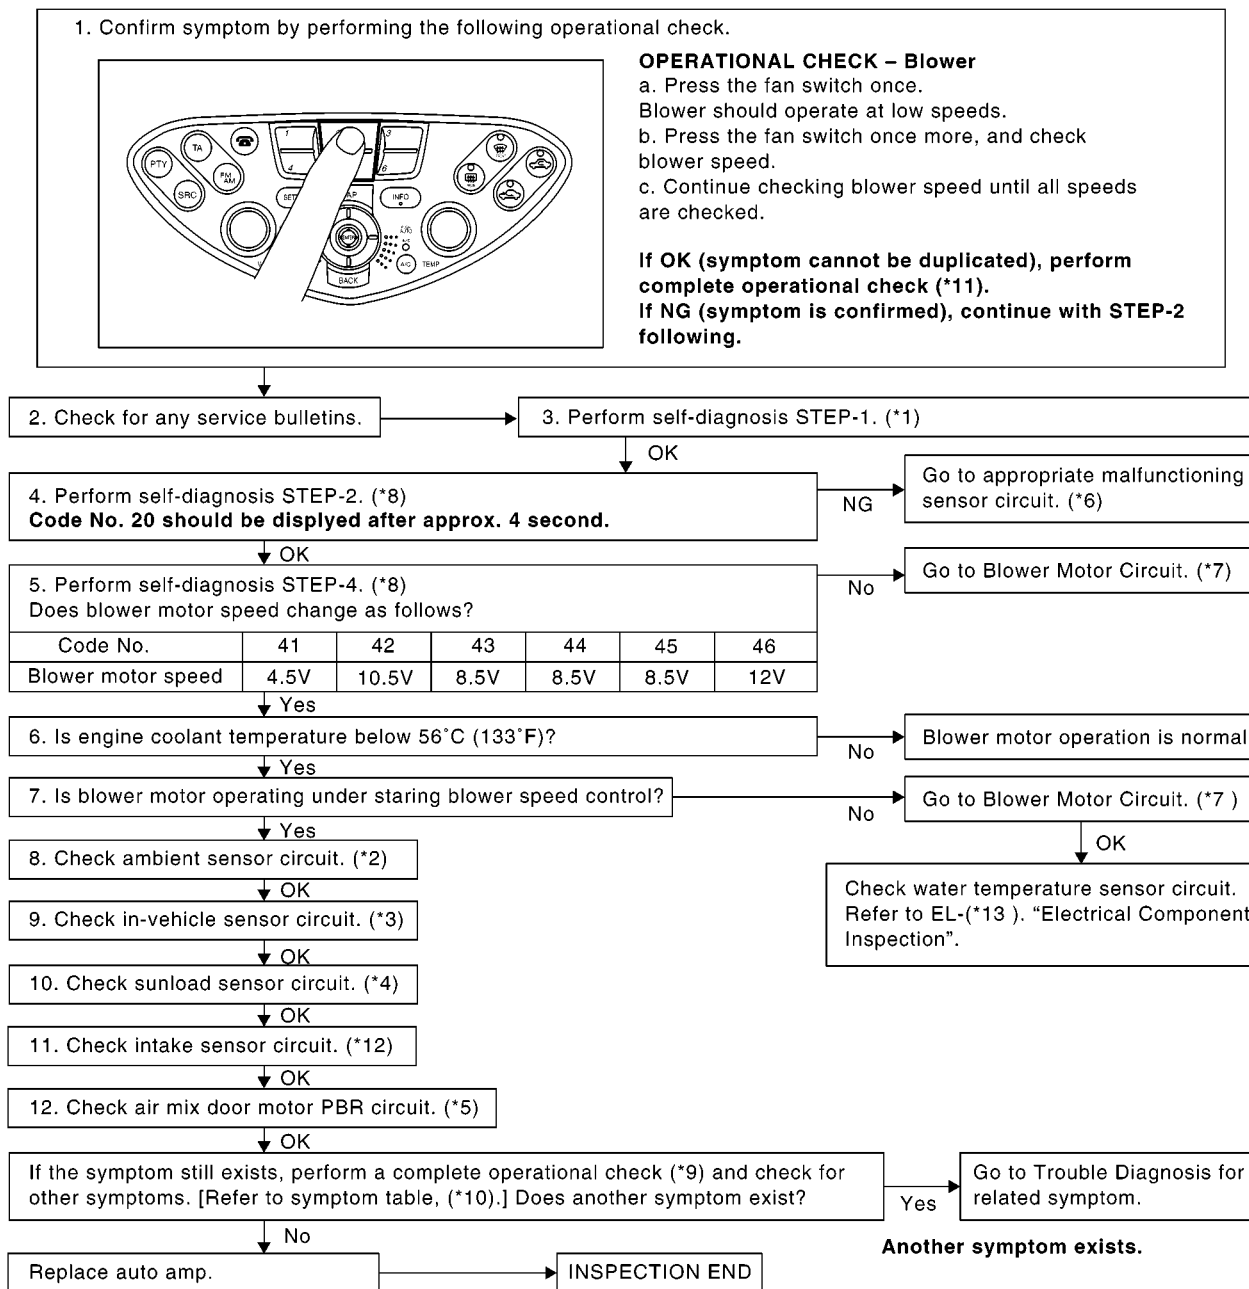 1. Confirm symptom by performing the following operational check.
OPERATIONAL CHECK – Blower
a. Press the fan switch once.
Blower should operate at low speeds.
b. Press the fan switch once more, and check
blower speed.
c. Continue checking blower speed until all speeds
are checked.
If OK (symptom cannot be duplicated), perform
complete operational check (*11).
If NG (symptom is confirmed), continue with STEP-2
following.
PTY
TA
SRC
FM
AM
1
4
3
6
SET
AP
INFO
BACK
A/C
TEMP
2. Check for any service bulletins.
3. Perform self-diagnosis STEP-1. (*1)
OK
4. Perform self-diagnosis STEP-2. (*8)
Code No. 20 should be displyed after approx. 4 second.
NG
Go to appropriate malfunctioning
sensor circuit. (*6)
OK
5. Perform self-diagnosis STEP-4. (*8)
Does blower motor speed change as follows?
No
Go to Blower Motor Circuit. (*7)
Code No. 41 42 43 44 45 46
Blower motor speed 4.5V 10.5V 8.5V 8.5V 8.5V 12V
Yes
6. Is engine coolant temperature below 56˚C (133˚F)?
No
Blower motor operation is normal
Yes
7. Is blower motor operating under staring blower speed control?
No
Go to Blower Motor Circuit. (*7 )
Yes
OK
8. Check ambient sensor circuit. (*2)
Check water temperature sensor circuit.
Refer to EL-(*13 ). “Electrical Component
Inspection”.
OK
9. Check in-vehicle sensor circuit. (*3)
OK
10. Check sunload sensor circuit. (*4)
OK
11. Check intake sensor circuit. (*12)
OK
12. Check air mix door motor PBR circuit. (*5)
OK
If the symptom still exists, perform a complete operational check (*9) and check for
other symptoms. [Refer to symptom table, (*10).] Does another symptom exist?
Yes
Go to Trouble Diagnosis for
related symptom.
Another symptom exists.
No
Replace auto amp.
INSPECTION END